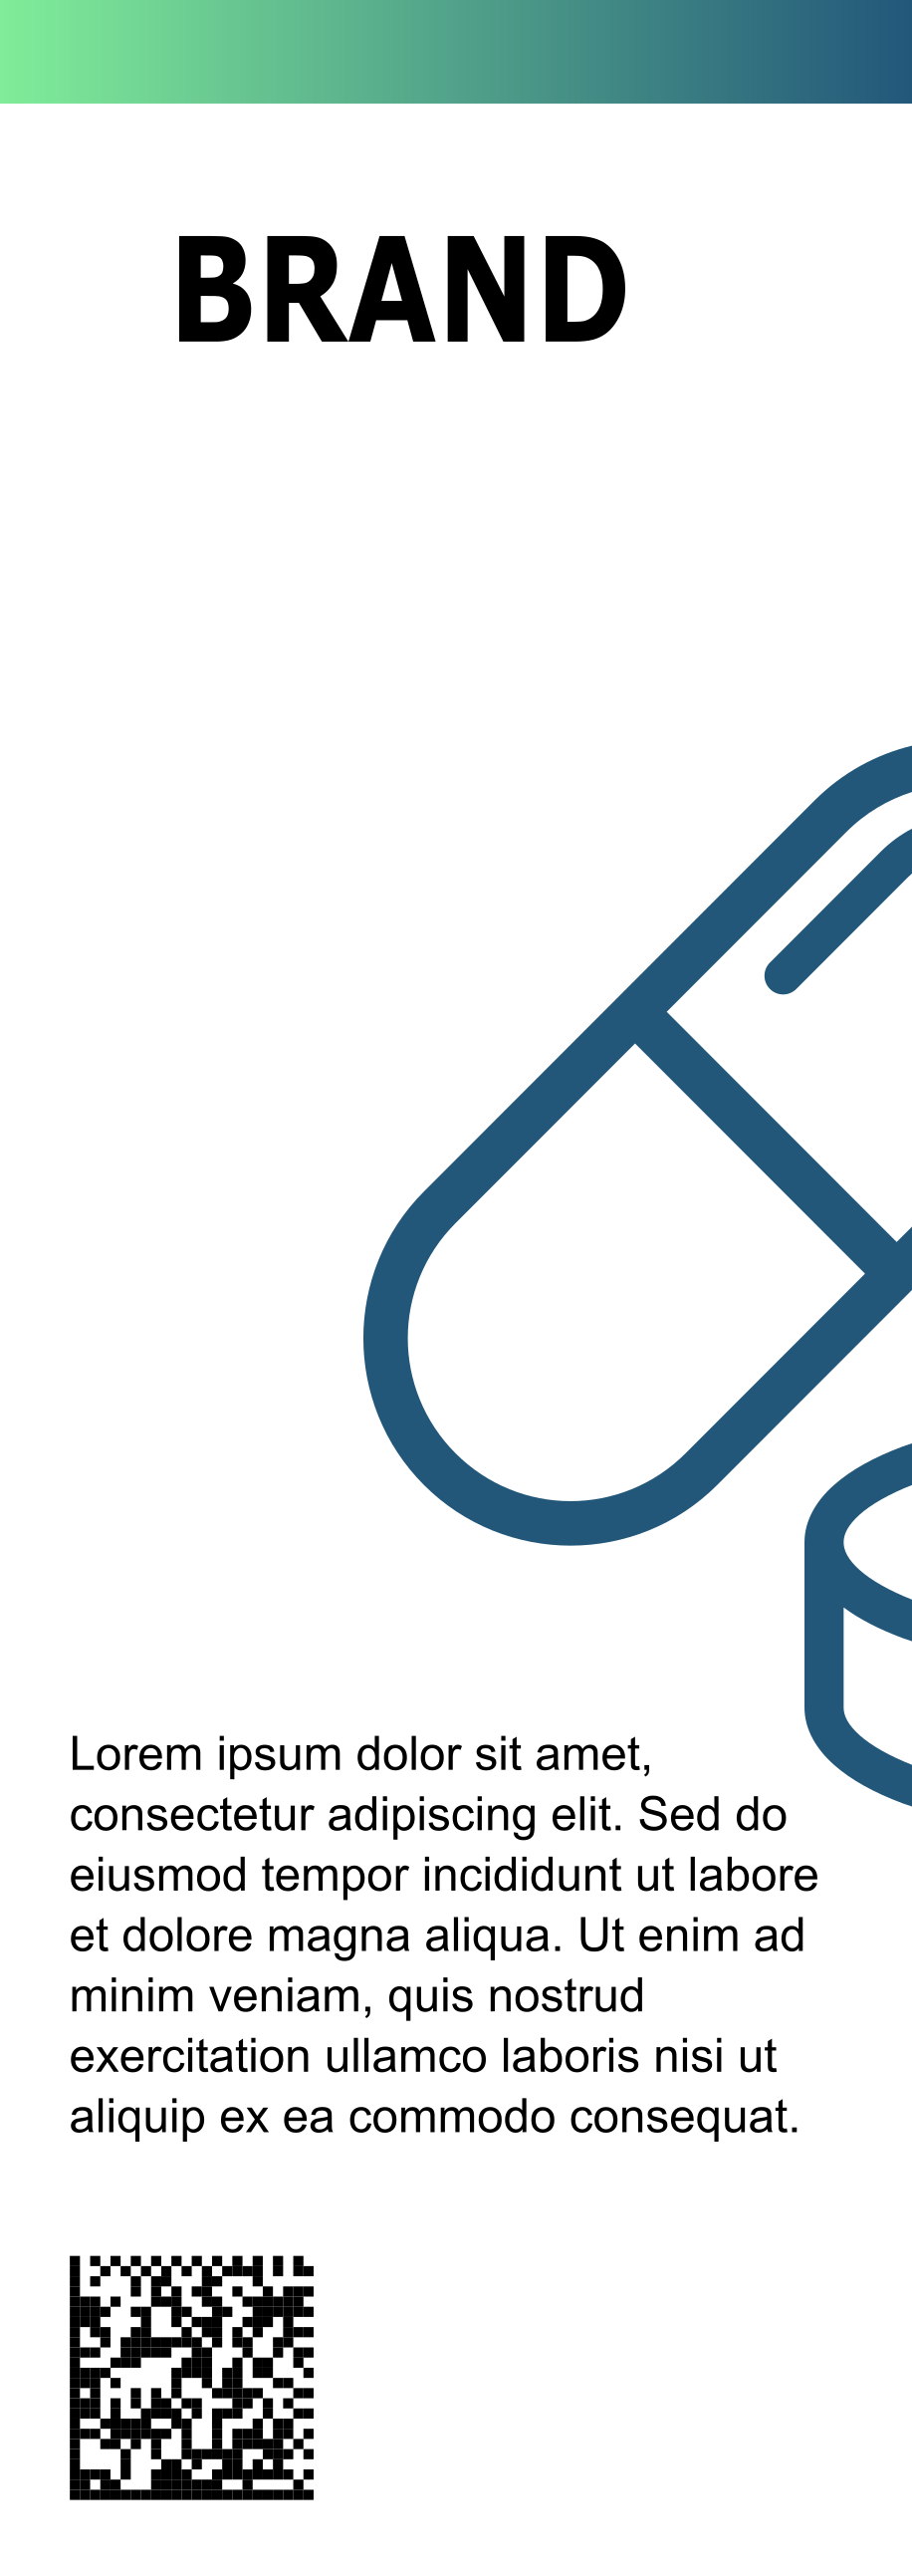 BRAND
Lorem ipsum dolor sit amet,
consectetur adipiscing elit. Sed do
eiusmod tempor incididunt ut labore
et dolore magna aliqua. Ut enim ad
minim veniam, quis nostrud
exercitation ullamco laboris nisi ut
aliquip ex ea commodo consequat.